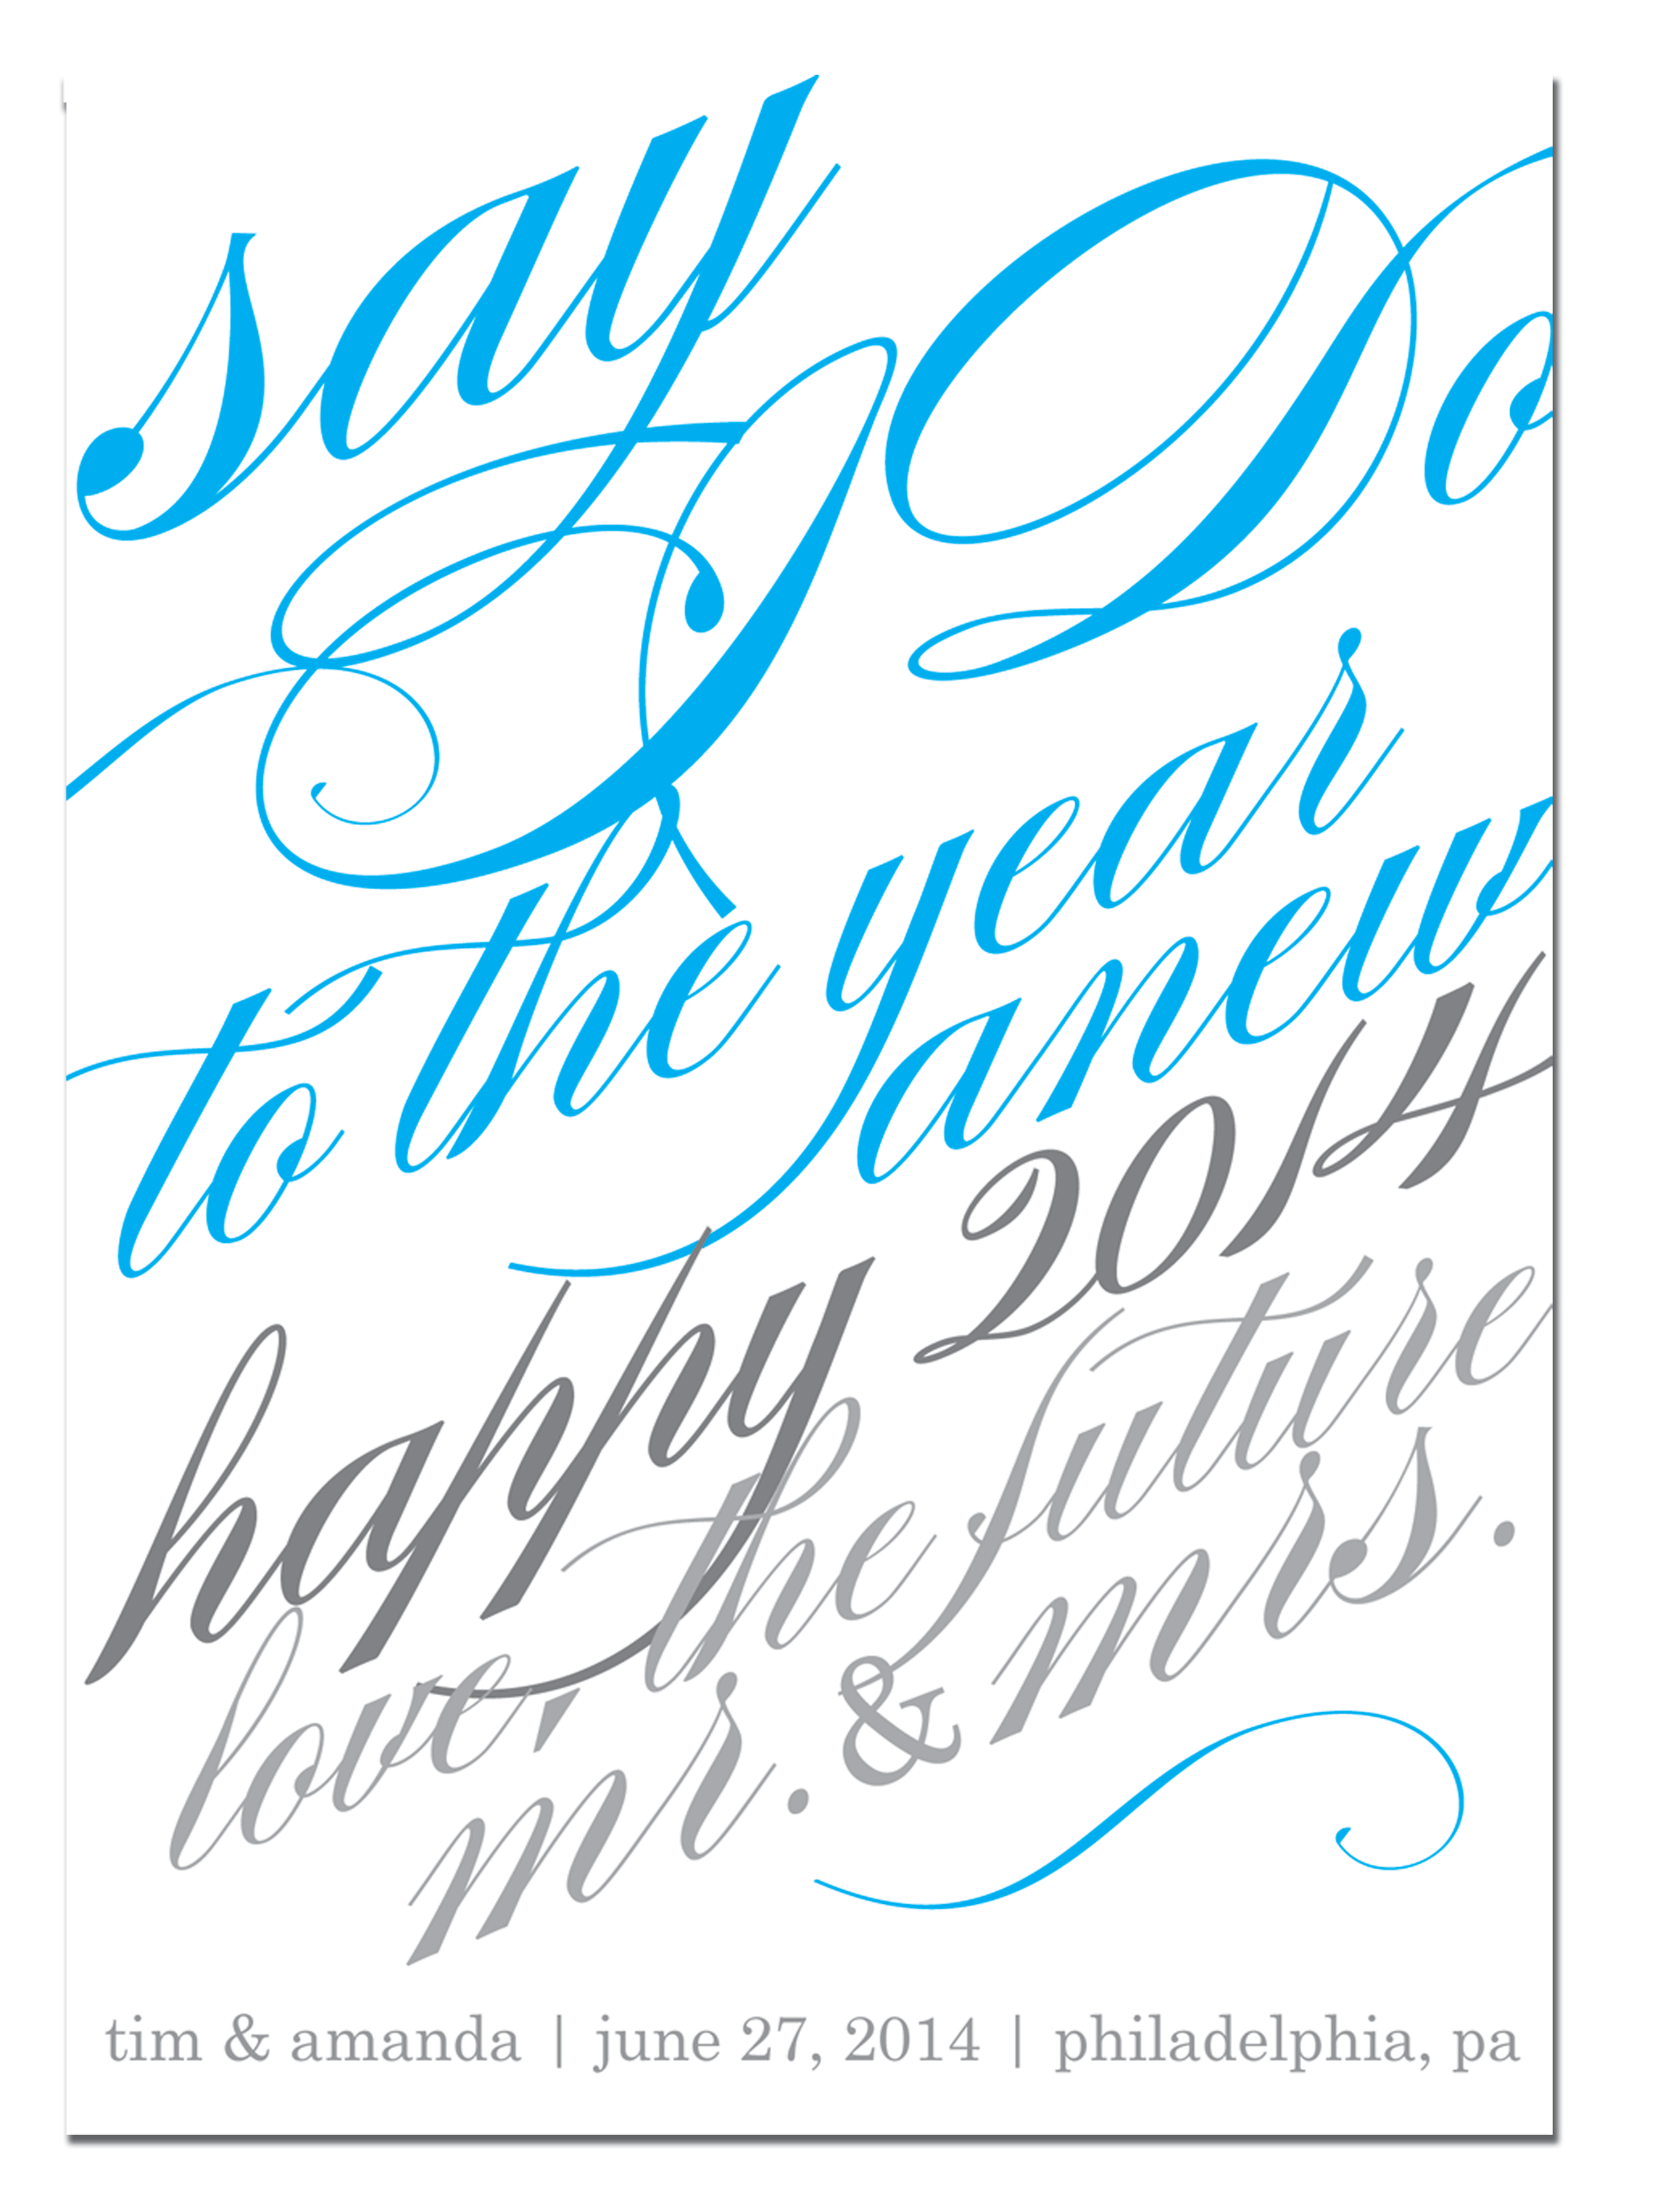 say I Do
to the year anew
happy 2014
love, the future
mr. & mrs.
tim & amanda | june 27, 2014 | philadelphia, pa